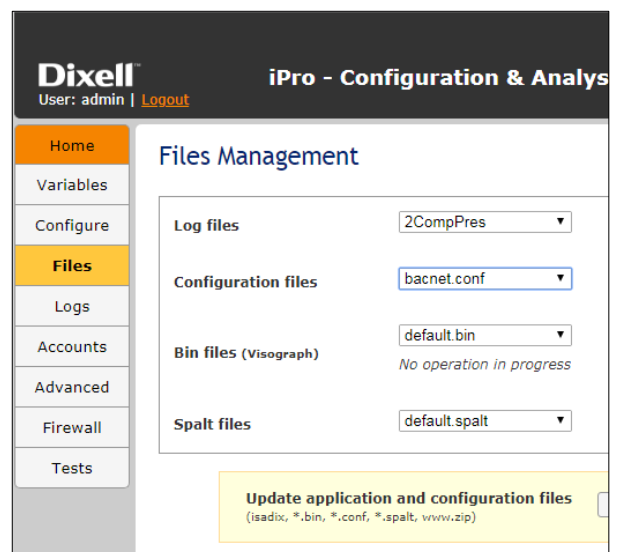 Dixell™
iPro - Configuration & Analys
User: admin | Logout
Home
Variables
Configure
Files
Logs
Accounts
Advanced
Firewall
Tests
Files Management
Log files 2CompPres
Configuration files bacnet.conf
Bin files (Visograph) default.bin
No operation in progress
Spalt files default.spalt
Update application and configuration files
(isadix, *.bin, *.conf, *.spalt, www.zip)